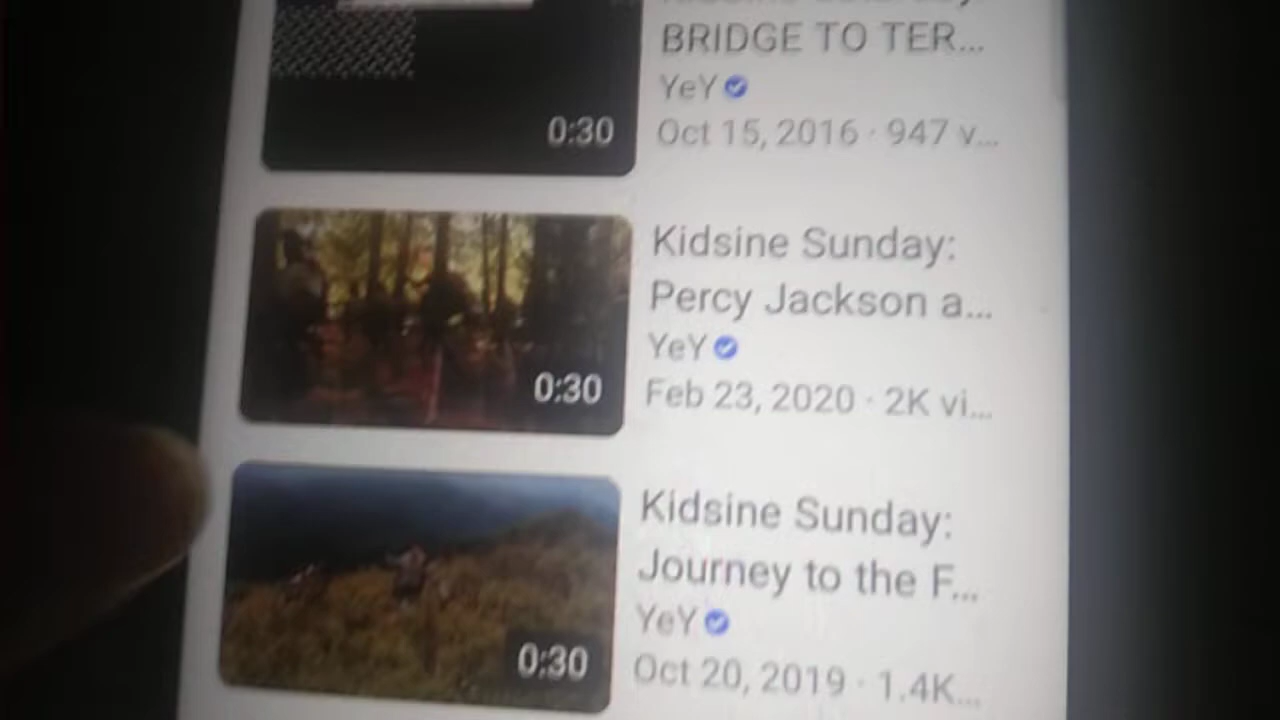 BRIDGE TO TER...
YeY
0:30
Oct 15, 2016 · 947 v...
Kidsine Sunday:
Percy Jackson a...
YeY
0:30
Feb 23, 2020 · 2K vi...
Kidsine Sunday:
Journey to the F...
YeY
0:30
Oct 20, 2019 · 1.4K...